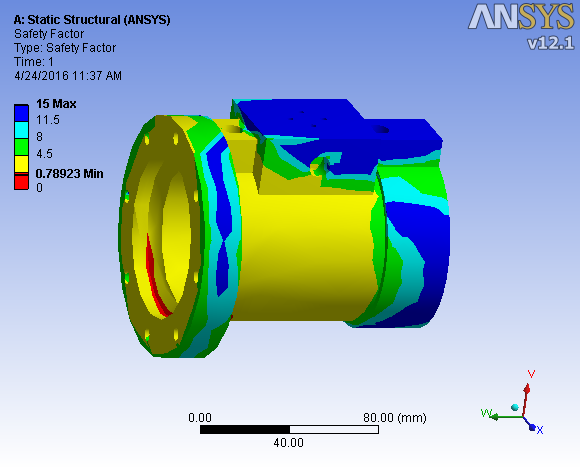 A: Static Structural (ANSYS)
Safety Factor
Type: Safety Factor
Time: 1
4/24/2016 11:37 AM
ANSYS
v12.1
15 Max
11.5
8
4.5
0.78923 Min
0
0.00
80.00 (mm)
40.00
V
W
X